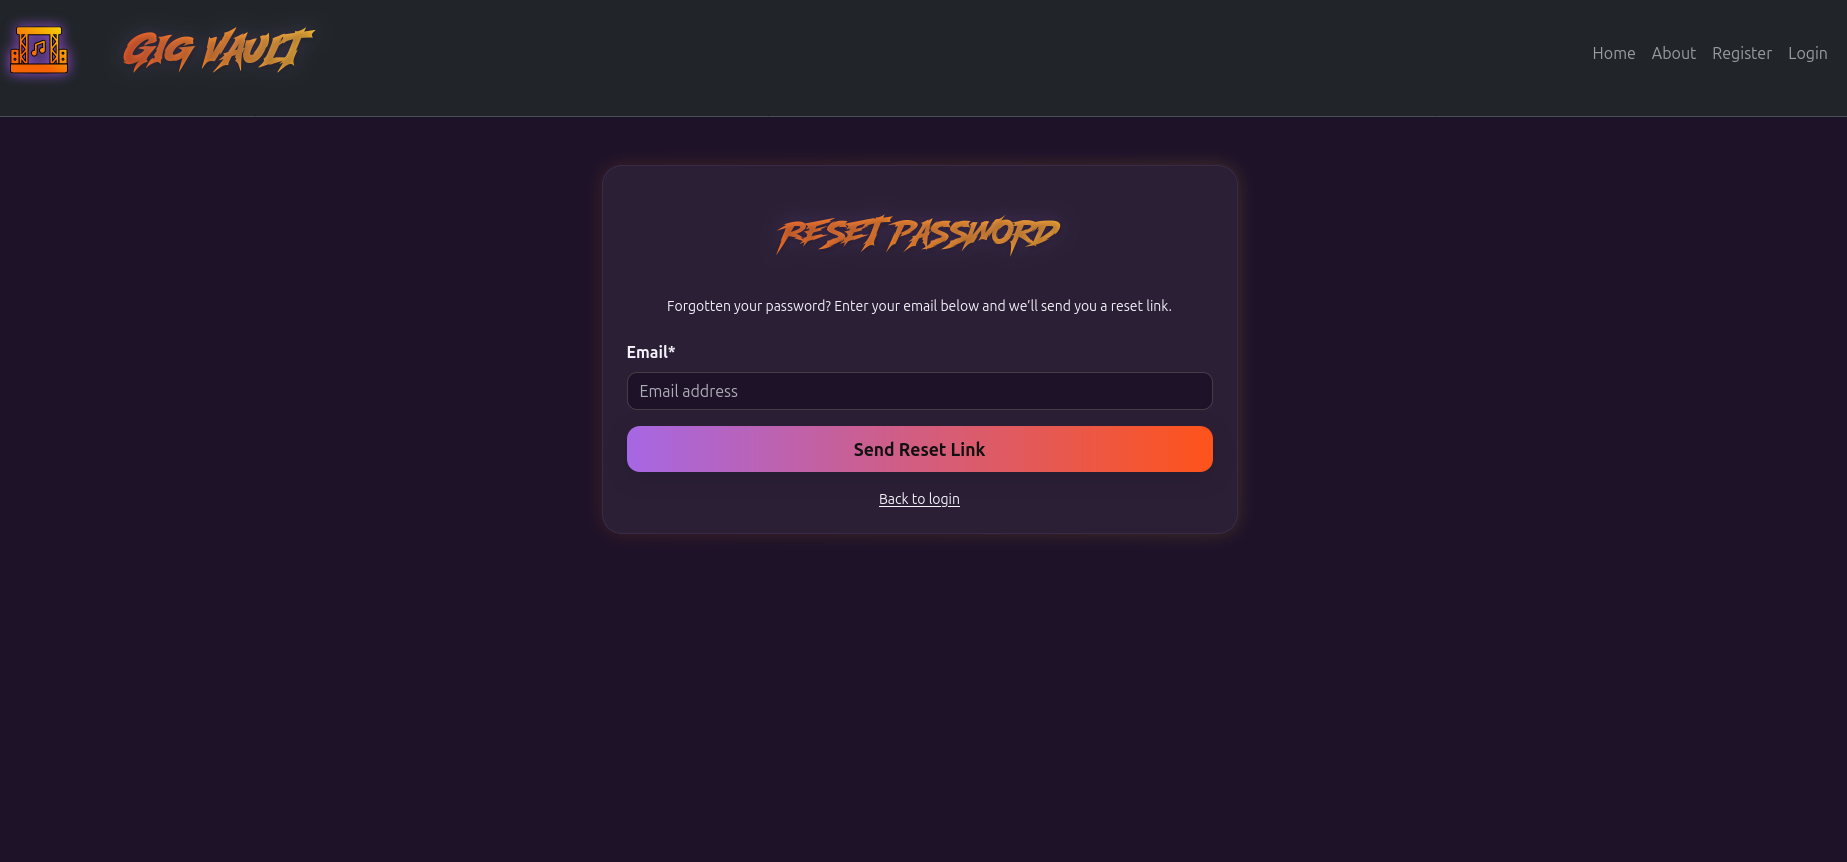 Gig Vault
Home About Register Login
Reset Password
Forgotten your password? Enter your email below and we’ll send you a reset link.
Email*
Email address
Send Reset Link
Back to login